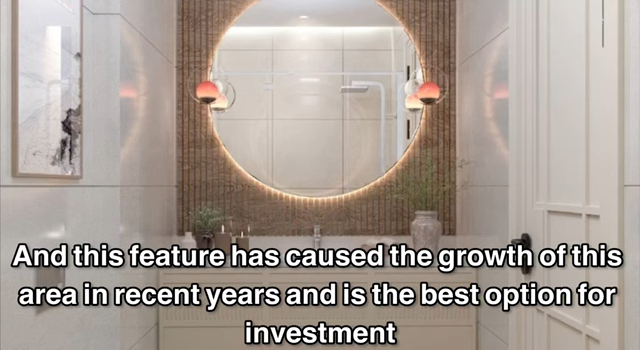 And this feature has caused the growth of this
area in recent years and is the best option for
investment